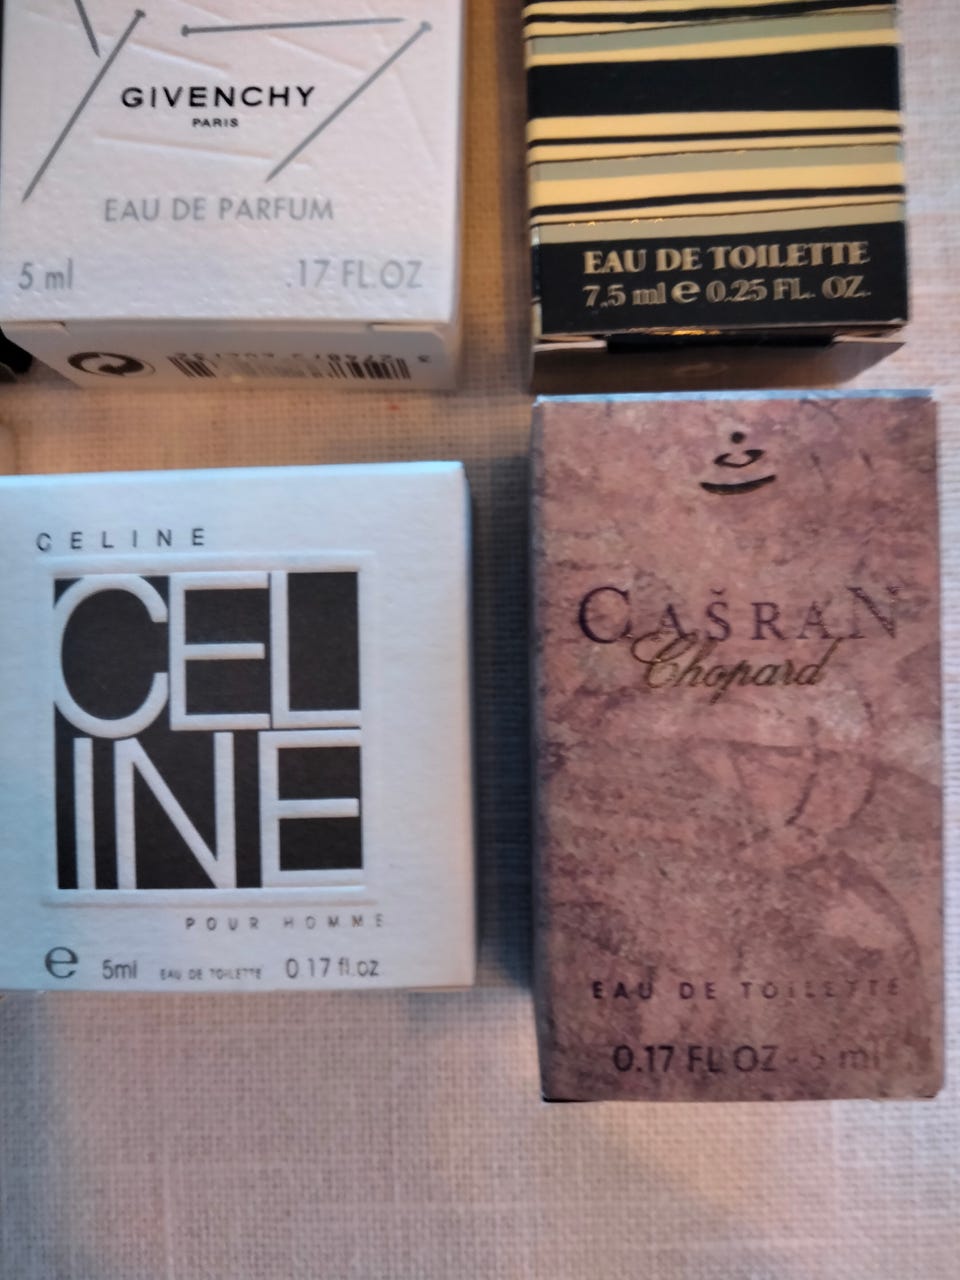 GIVENCHY
PARIS
EAU DE PARFUM
5 ml .17 FL.OZ
EAU DE TOILETTE
7,5 ml e 0.25 FL. OZ.
CELINE
CEL
INE
POUR HOMME
e 5ml EAU DE TOILETTE 0 17 fl.oz
CAŠRAN
Chopard
EAU DE TOILETTE
0.17 FL OZ - 5 ml